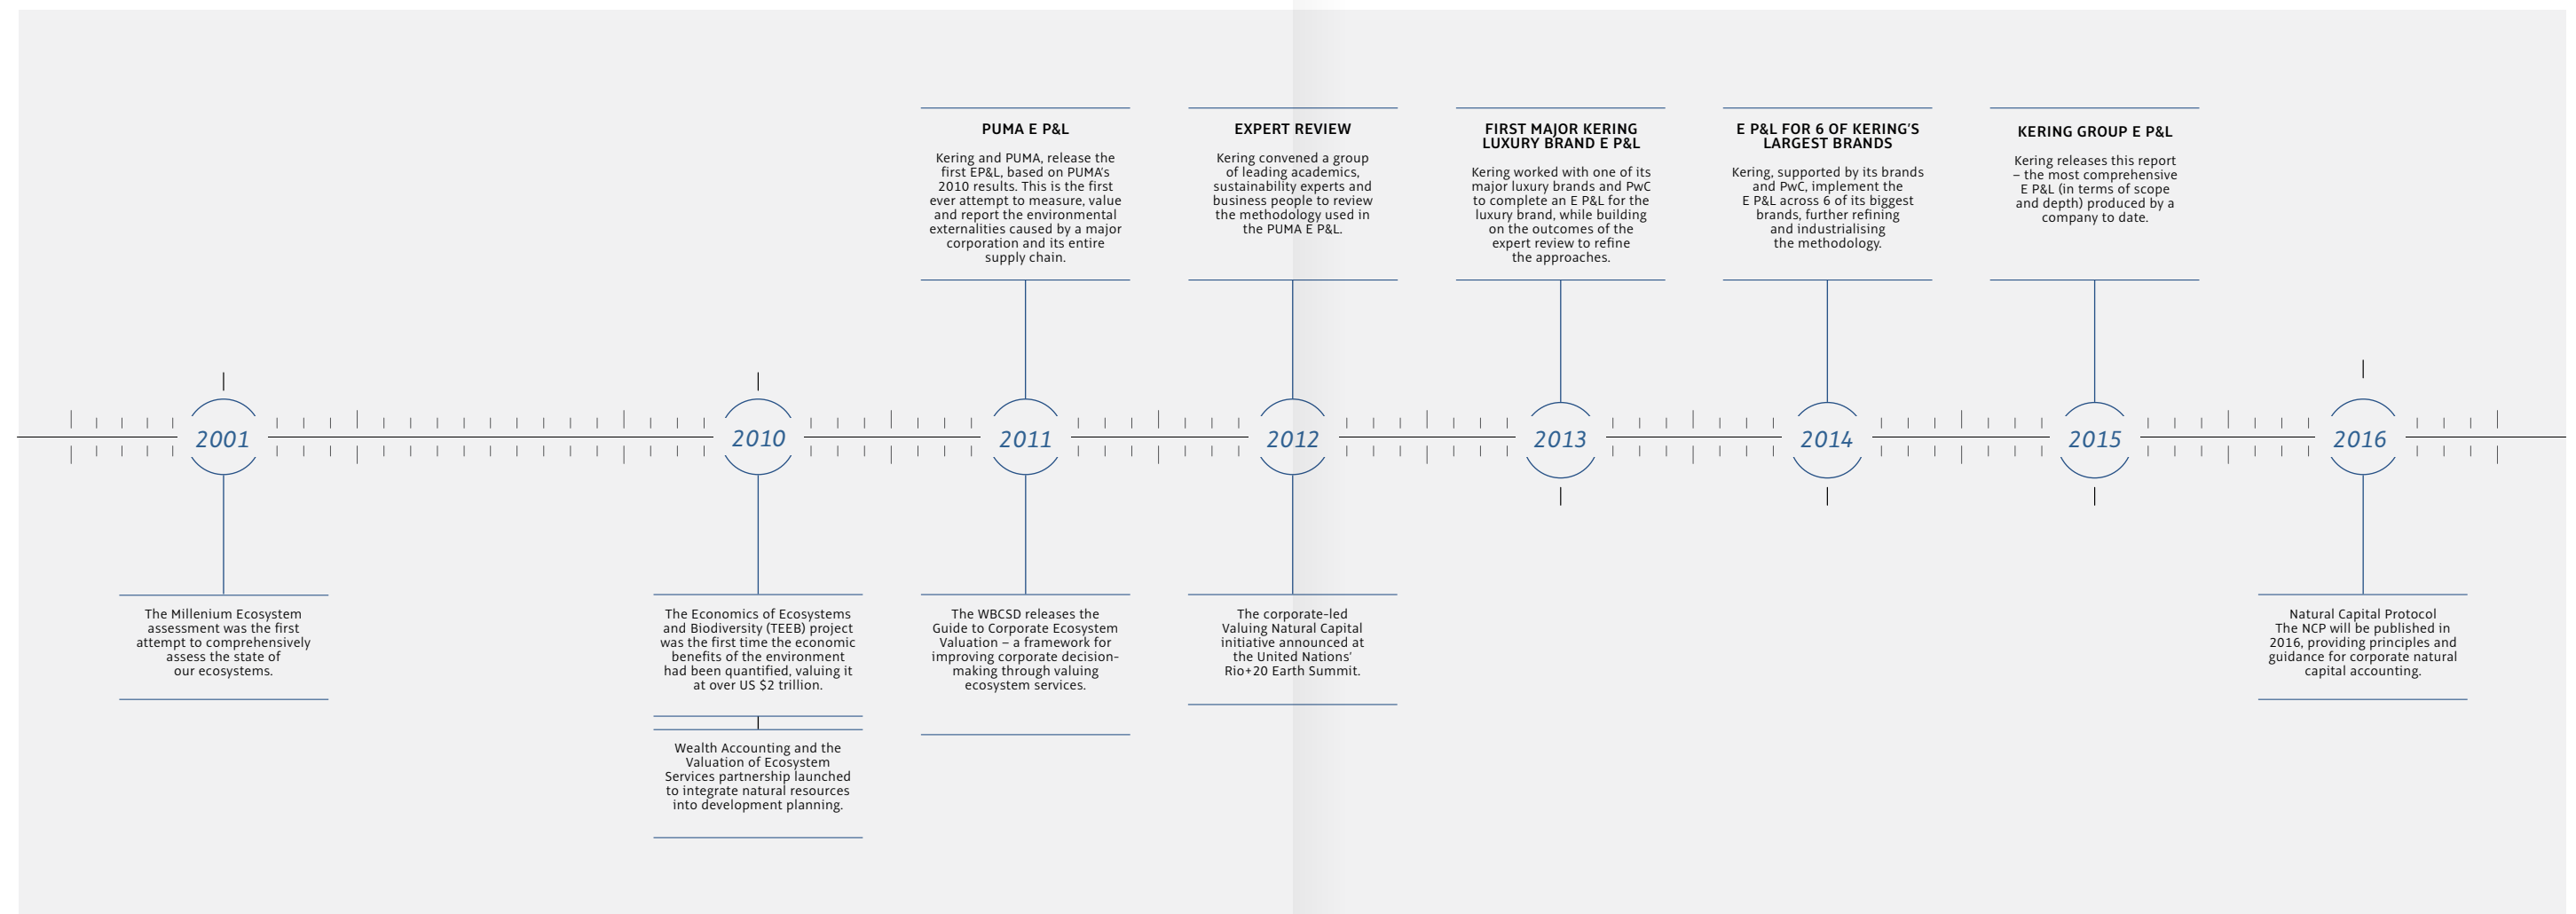 PUMA E P&L
Kering and PUMA, release the
first EP&L, based on PUMA's
2010 results. This is the first
ever attempt to measure, value
and report the environmental
externalities caused by a major
corporation and its entire
supply chain.
EXPERT REVIEW
Kering convened a group
of leading academics,
sustainability experts and
business people to review
the methodology used in
the PUMA E P&L.
FIRST MAJOR KERING
LUXURY BRAND E P&L
Kering worked with one of its
major luxury brands and PwC
to complete an E P&L for the
luxury brand, while building
on the outcomes of the
expert review to refine
the approaches.
E P&L FOR 6 OF KERING'S
LARGEST BRANDS
Kering, supported by its brands
and PwC, implement the
E P&L across 6 of its biggest
brands, further refining
and industrialising
the methodology.
KERING GROUP E P&L
Kering releases this report
– the most comprehensive
E P&L (in terms of scope
and depth) produced by a
company to date.
2001
2010
2011
2012
2013
2014
2015
2016
The Millenium Ecosystem
assessment was the first
attempt to comprehensively
assess the state of
our ecosystems.
The Economics of Ecosystems
and Biodiversity (TEEB) project
was the first time the economic
benefits of the environment
had been quantified, valuing it
at over US $2 trillion.
Wealth Accounting and the
Valuation of Ecosystem
Services partnership launched
to integrate natural resources
into development planning.
The WBCSD releases the
Guide to Corporate Ecosystem
Valuation – a framework for
improving corporate decision-
making through valuing
ecosystem services.
The corporate-led
Valuing Natural Capital
initiative announced at
the United Nations'
Rio+20 Earth Summit.
Natural Capital Protocol
The NCP will be published in
2016, providing principles and
guidance for corporate natural
capital accounting.